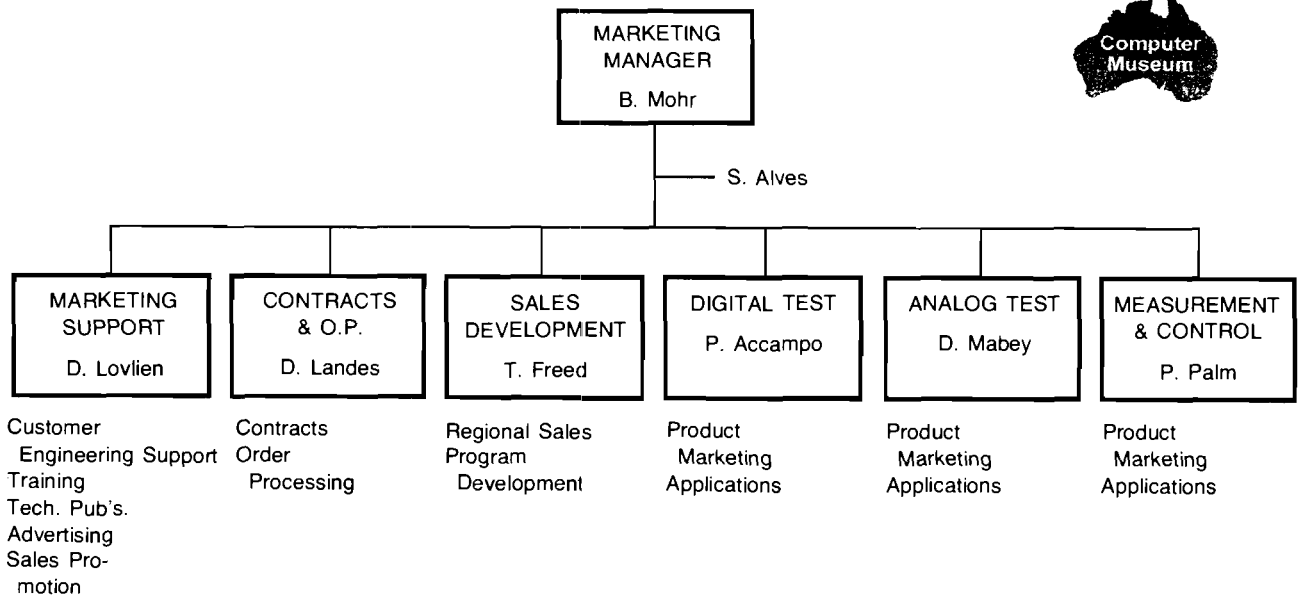 MARKETING
MANAGER
B. Mohr
Computer
Museum
S. Alves
MARKETING
SUPPORT
D. Lovlien
CONTRACTS
& O.P.
D. Landes
SALES
DEVELOPMENT
T. Freed
DIGITAL TEST
P. Accampo
ANALOG TEST
D. Mabey
MEASUREMENT
& CONTROL
P. Palm
Customer
Engineering Support
Training
Tech. Pub's.
Advertising
Sales Pro-
motion
Contracts
Order
Processing
Regional Sales
Program
Development
Product
Marketing
Applications
Product
Marketing
Applications
Product
Marketing
Applications